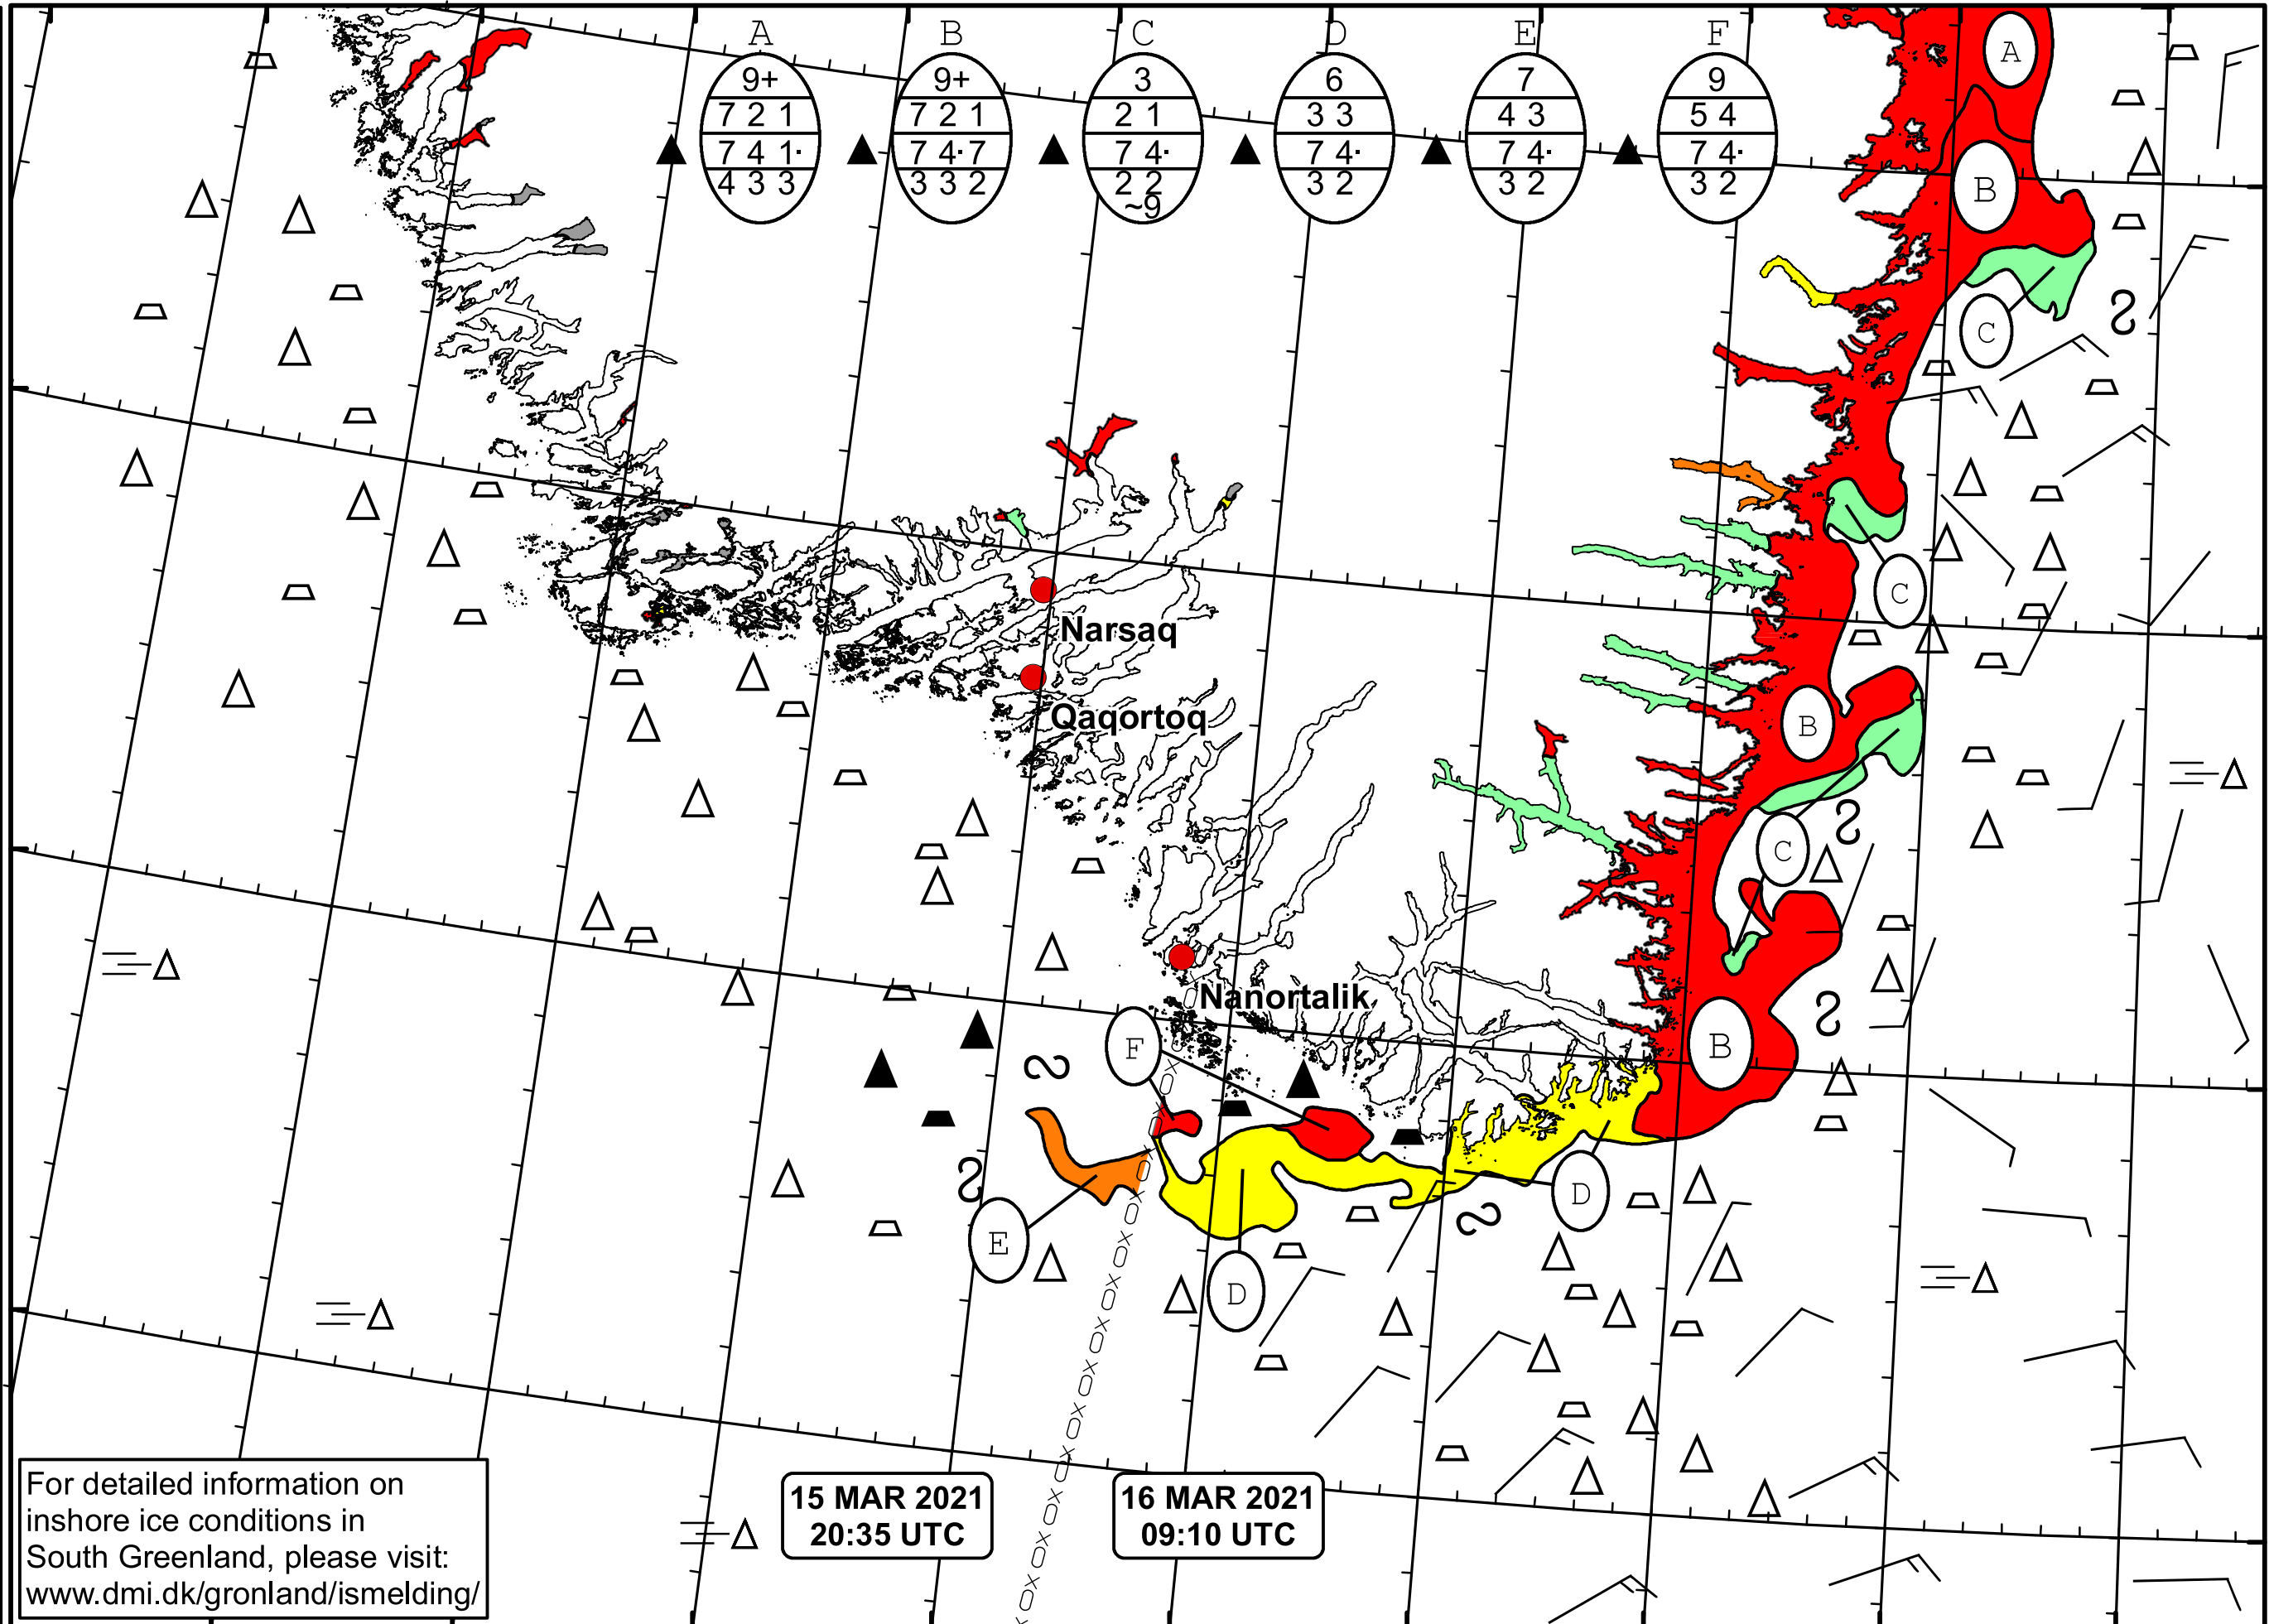 A B C D E F
9+ 9+ 3 6 7 9
7 2 1 7 2 1 2 1 3 3 4 3 5 4
7 4 1· 7 4·7 7 4· 7 4· 7 4· 7 4·
4 3 3 3 3 2 2 2 3 2 3 2 3 2
~9
A
B
C
C
Narsaq
Qaqortoq
B
C
Nanortalik
F
B
D
E
D
For detailed information on
inshore ice conditions in
South Greenland, please visit:
www.dmi.dk/gronland/ismelding/
15 MAR 2021
20:35 UTC
16 MAR 2021
09:10 UTC